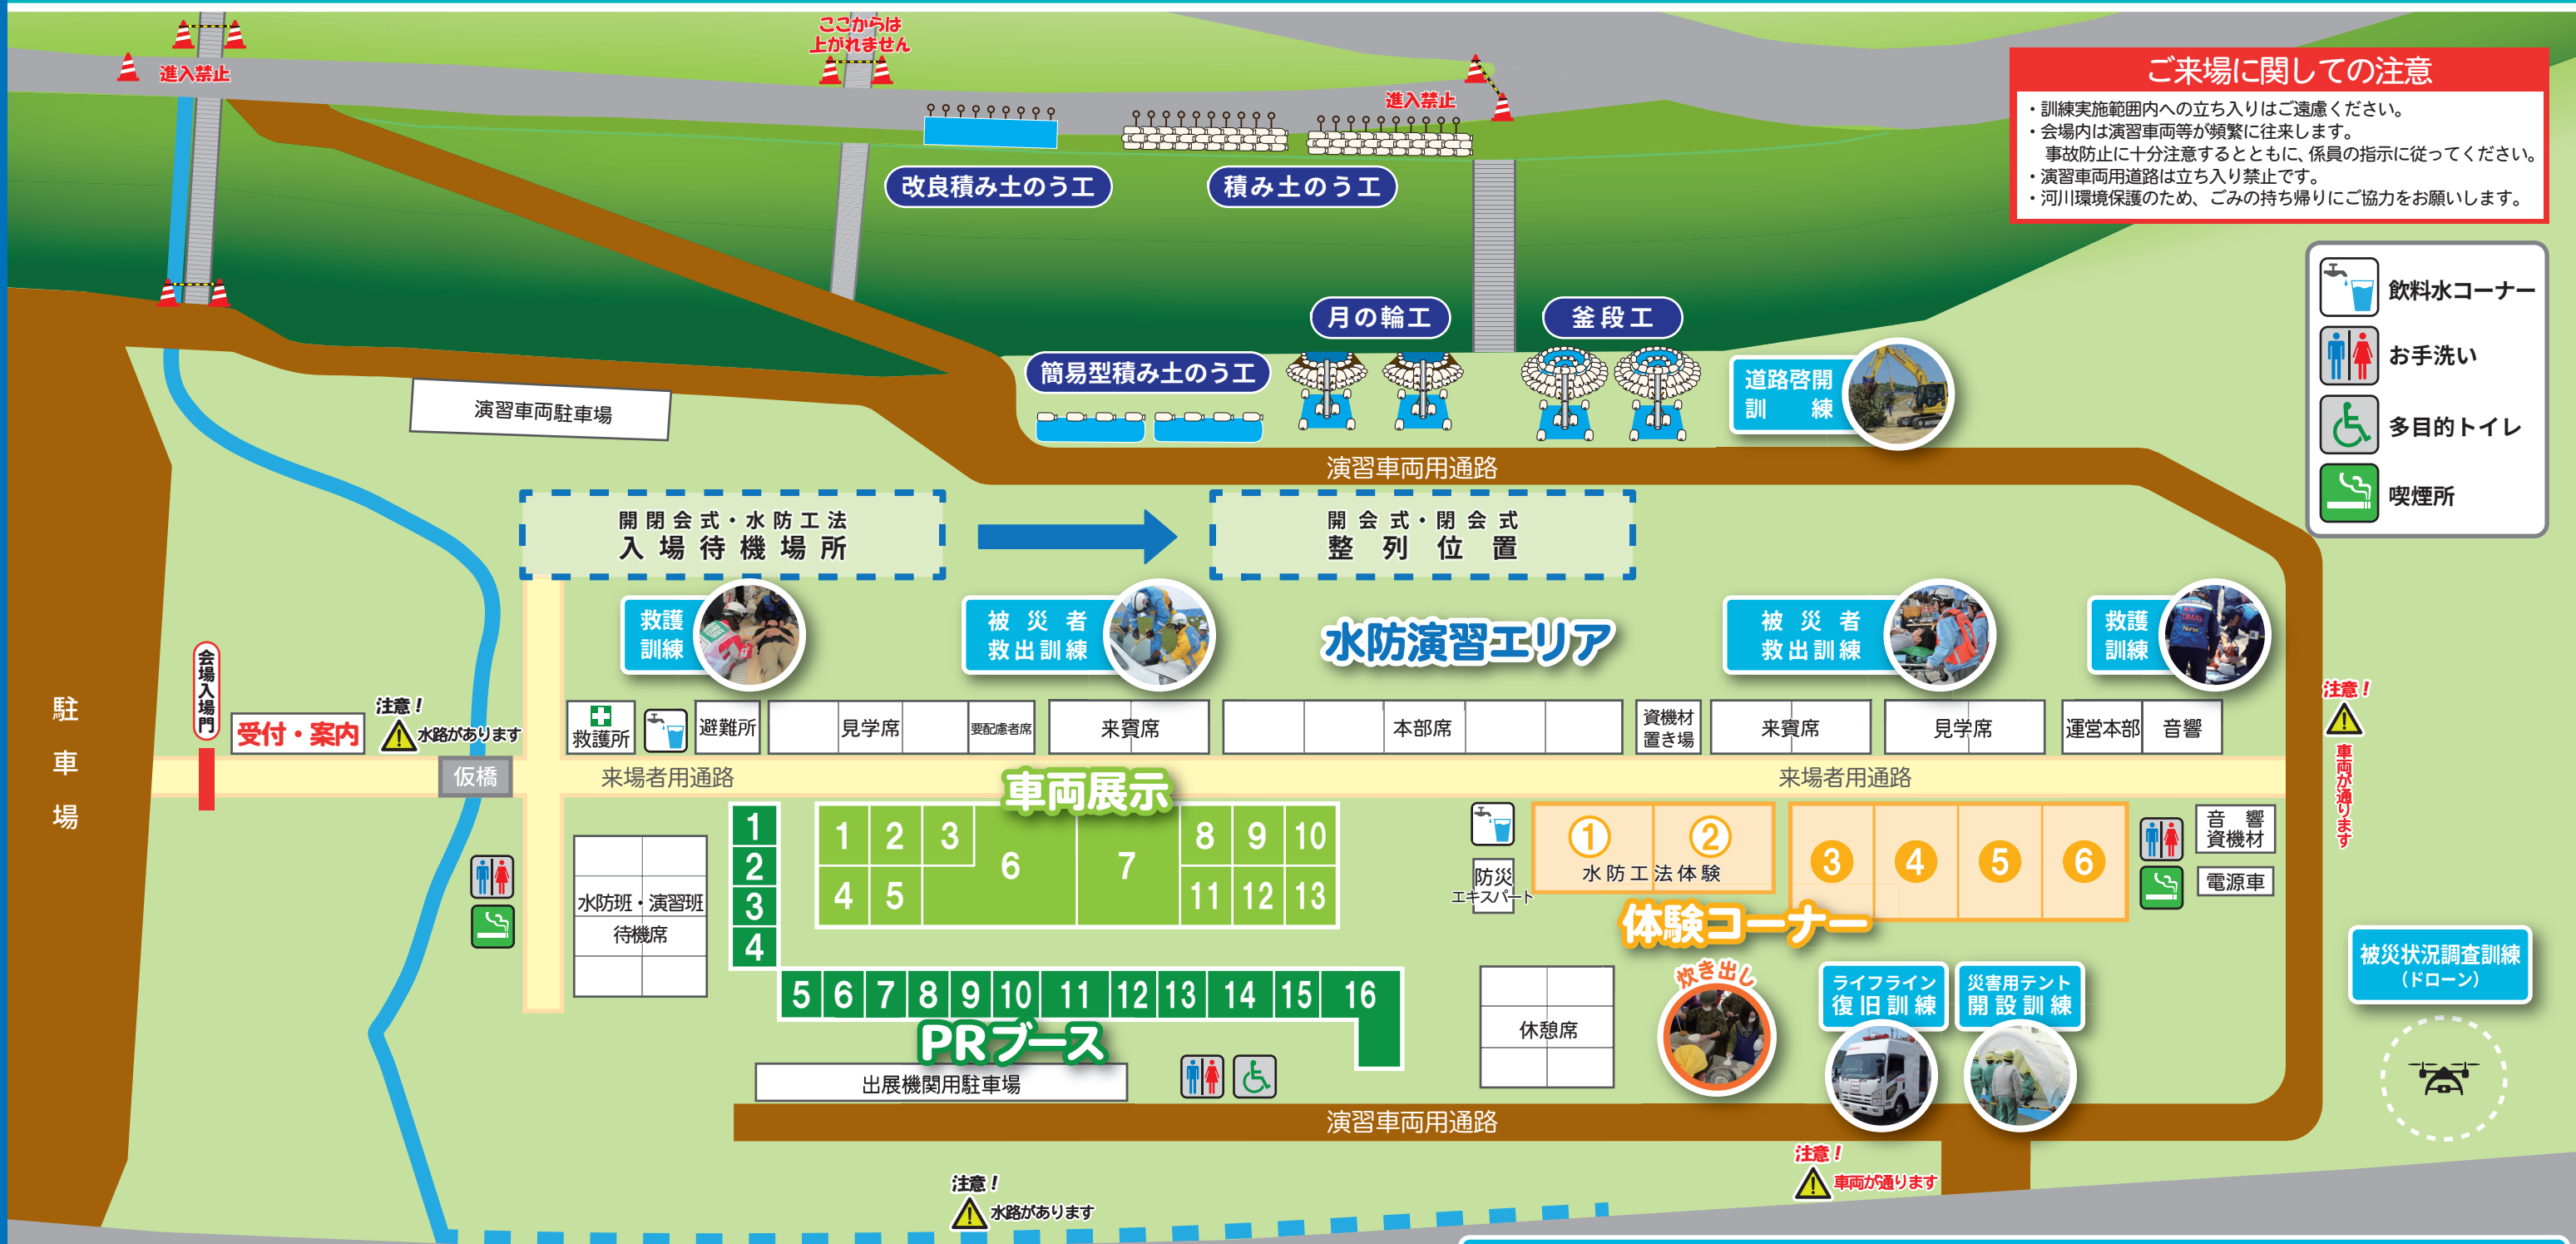 ここからは
上がれません
進入禁止
進入禁止
ご来場に関しての注意
・訓練実施範囲内への立ち入りはご遠慮ください。
・会場内は演習車両等が頻繁に往来します。
事故防止に十分注意するとともに、係員の指示に従ってください。
・演習車両用道路は立ち入り禁止です。
・河川環境保護のため、ごみの持ち帰りにご協力をお願いします。
改良積み土のう工
積み土のう工
飲料水コーナー
お手洗い
多目的トイレ
喫煙所
月の輪工
釜段工
簡易型積み土のう工
道路啓開
訓練
演習車両駐車場
演習車両用通路
開閉会式・水防工法
入場待機場所
開会式・閉会式
整列位置
救護
訓練
被災者
救出訓練
水防演習エリア
被災者
救出訓練
救護
訓練
駐車場
会場入場門
受付・案内
注意!
水路があります
仮橋
救護所
避難所
見学席
要配慮者席
来賓席
本部席
資機材
置き場
来賓席
見学席
運営本部
音響
注意!
車両が通ります
来場者用通路
来場者用通路
車両展示
1
2
3
4
1 2 3 6 7 8 9 10
4 5 11 12 13
水防班・演習班
待機席
防災
エキスパート
① ②
水防工法体験
③ ④ ⑤ ⑥
体験コーナー
音響
資機材
電源車
5 6 7 8 9 10 11 12 13 14 15 16
PRブース
出展機関用駐車場
休憩席
炊き出し
ライフライン
復旧訓練
災害用テント
開設訓練
被災状況調査訓練
(ドローン)
演習車両用通路
注意!
水路があります
注意!
車両が通ります